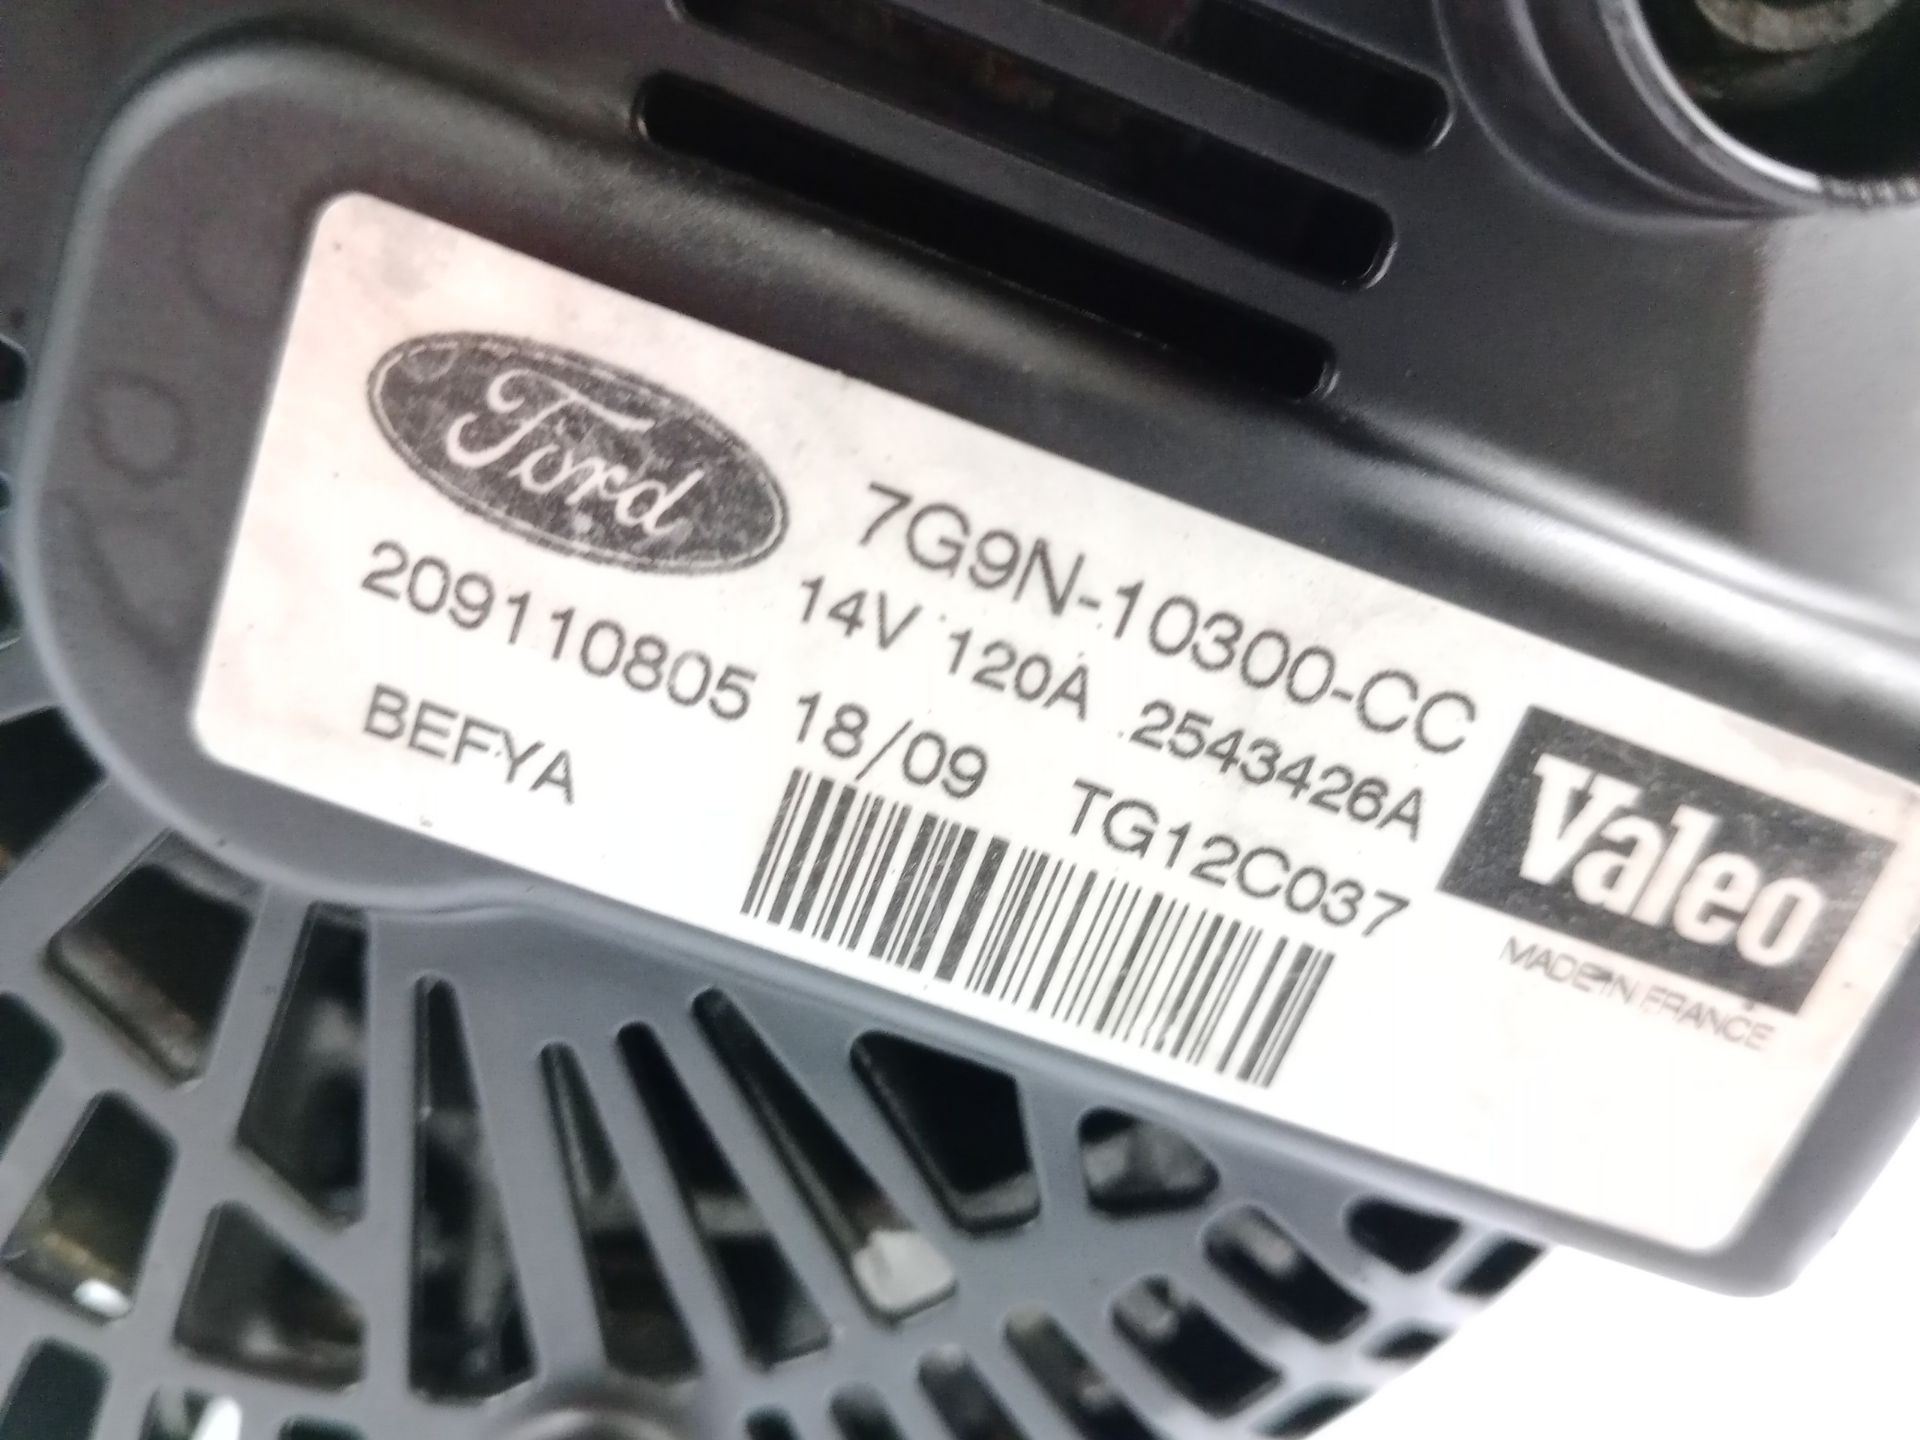 Ford
7G9N-10300-CC
14V 120A 2543426A
209110805 18/09 TG12C037
BEFYA
Valeo
MADE IN FRANCE